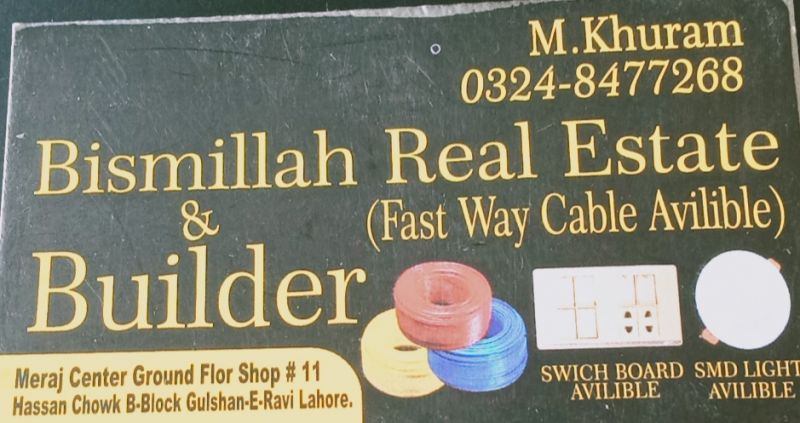 M.Khuram
0324-8477268
Bismillah Real Estate
&
(Fast Way Cable Avilible)
Builder
SWICH BOARD
AVILIBLE
SMD LIGHT
AVILIBLE
Meraj Center Ground Flor Shop # 11
Hassan Chowk B-Block Gulshan-E-Ravi Lahore.